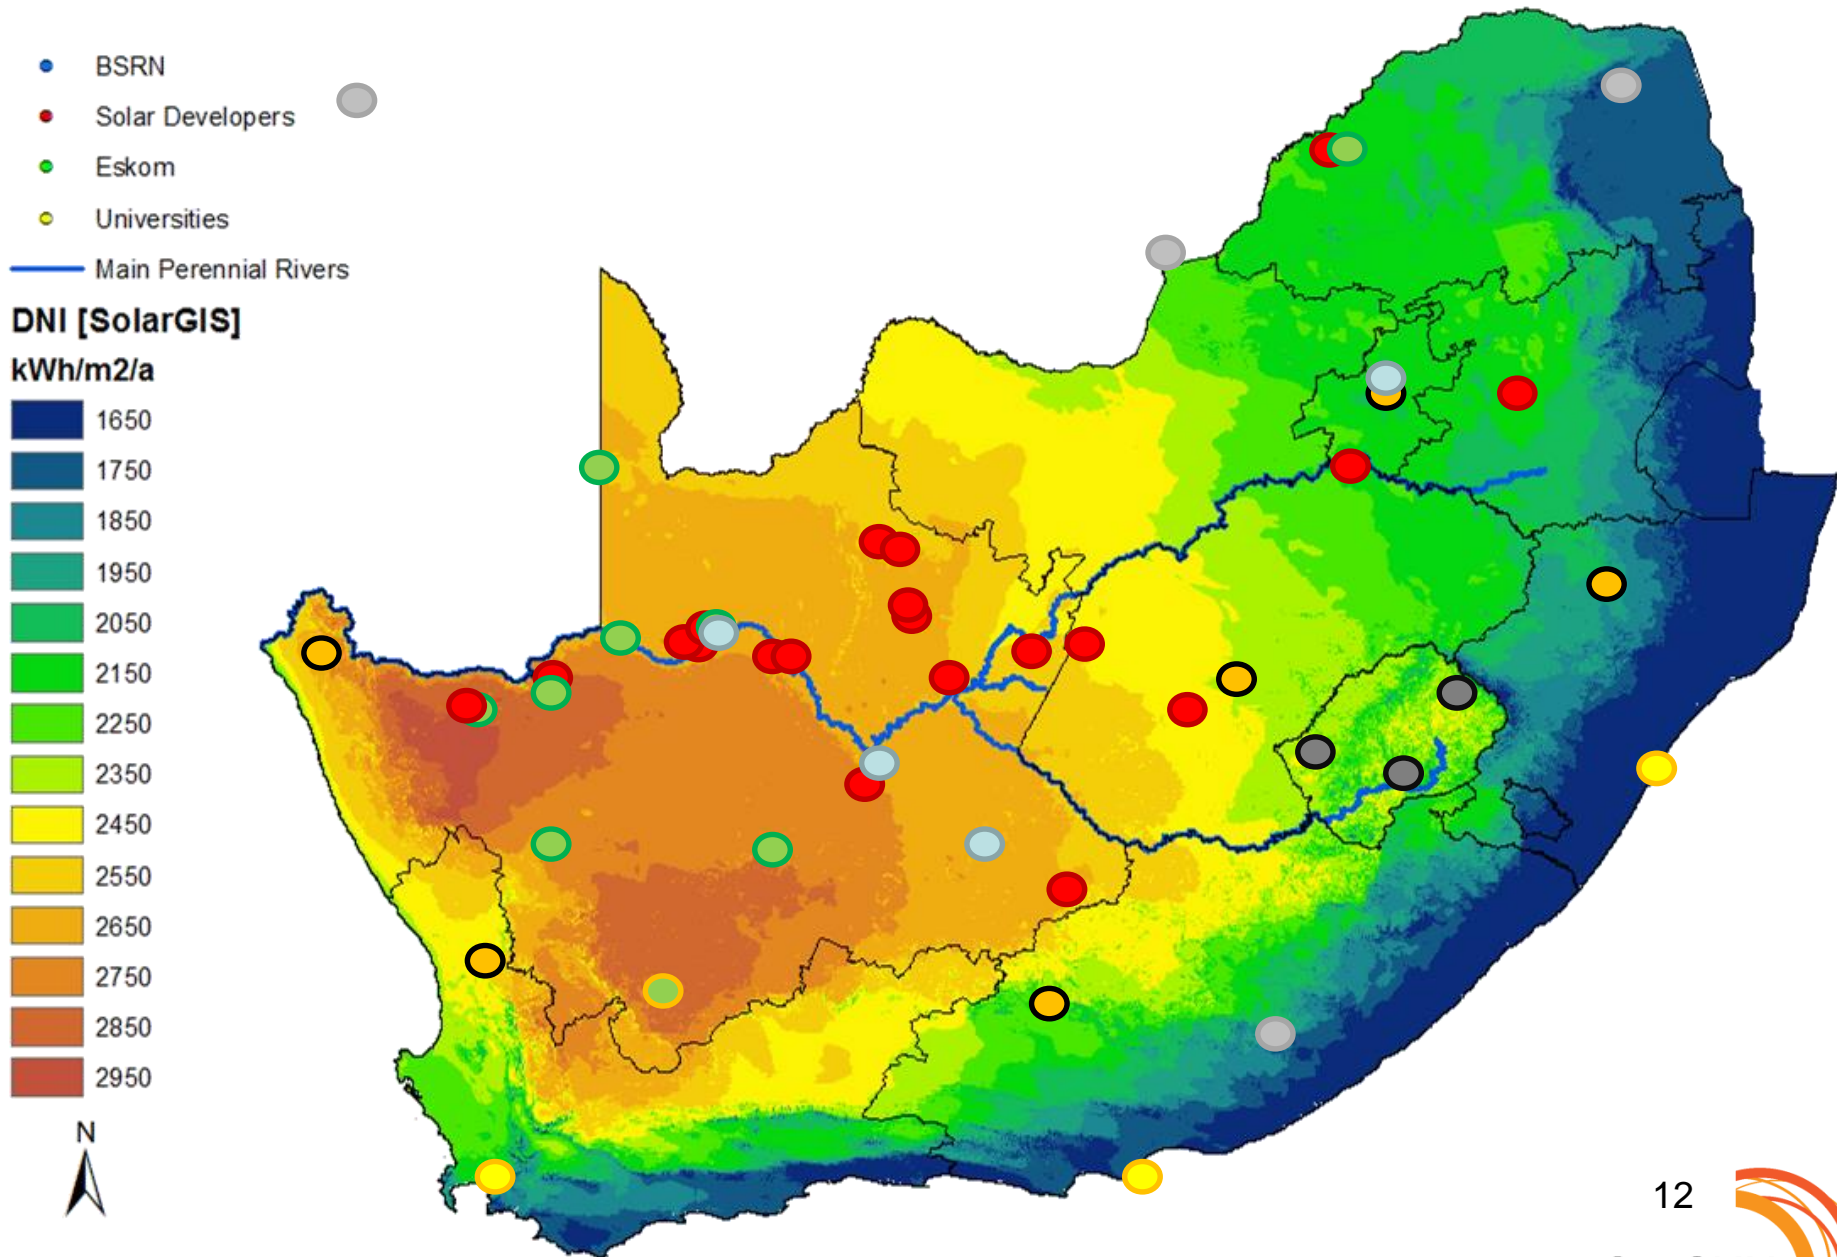 BSRN
Solar Developers
Eskom
Universities
Main Perennial Rivers
DNI [SolarGIS]
kWh/m2/a
1650
1750
1850
1950
2050
2150
2250
2350
2450
2550
2650
2750
2850
2950
N
12